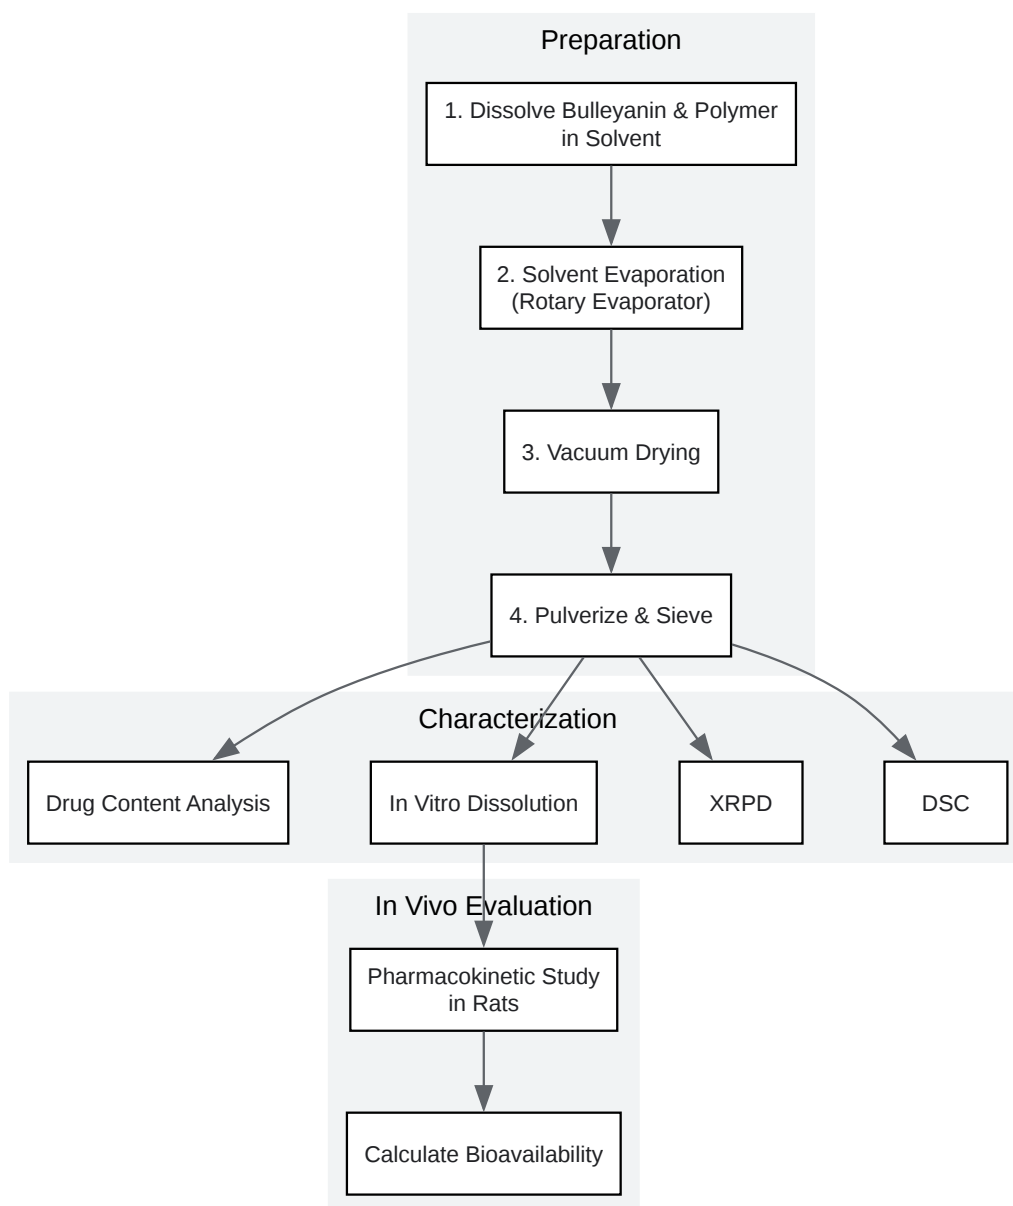 Preparation
1. Dissolve Bulleyanin & Polymer
in Solvent
2. Solvent Evaporation
(Rotary Evaporator)
3. Vacuum Drying
4. Pulverize & Sieve
Characterization
Drug Content Analysis
In Vitro Dissolution
XRPD
DSC
In Vivo Evaluation
Pharmacokinetic Study
in Rats
Calculate Bioavailability